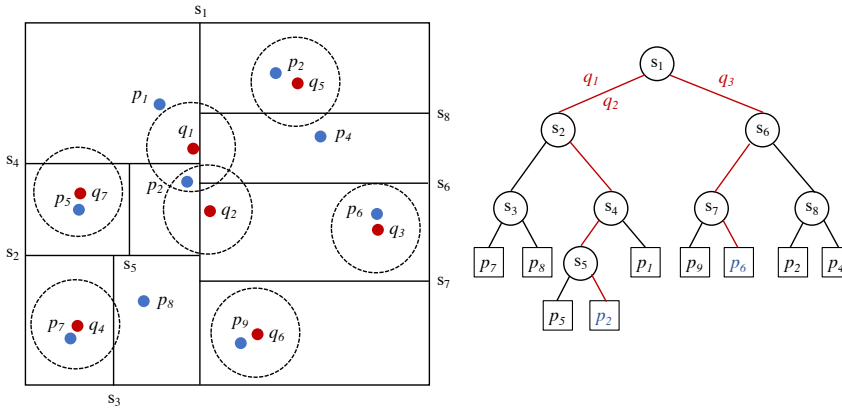 s1
p2
q5
p1
s8
q1
p4
s4
p2
s6
p5 q7
q2
p6
q3
s2
s5
s7
p8
p7 q4
p9 q6
s3
s1
q1 q3
q2
s2 s6
s3 s4 s7 s8
p7 p8 s5 p1 p9 p6 p2 p4
p5 p2